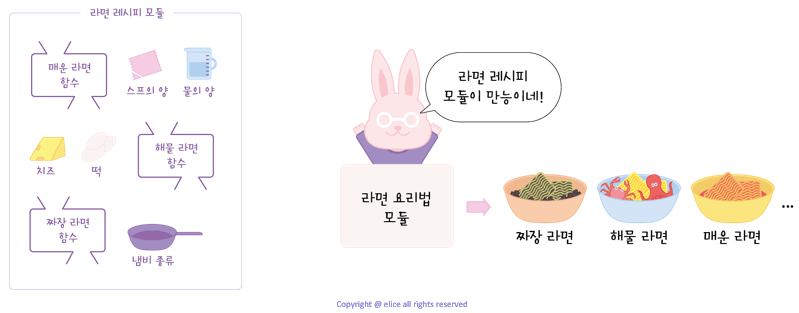 라면 레시피 모듈
매운 라면
함수
스프의 양
물의 양
치즈
떡
해물 라면
함수
짜장 라면
함수
냄비 종류
라면 레시피
모듈이 만능이네!
라면 요리법
모듈
짜장 라면
해물 라면
매운 라면
...
Copyright @ elice all rights reserved